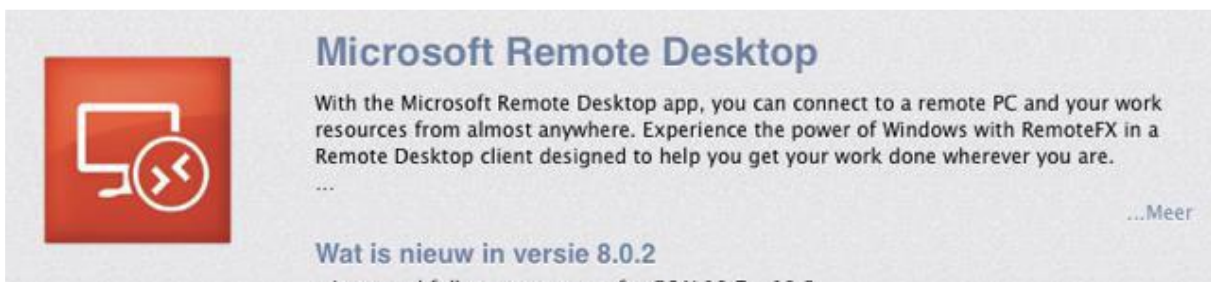 Microsoft Remote Desktop
With the Microsoft Remote Desktop app, you can connect to a remote PC and your work
resources from almost anywhere. Experience the power of Windows with RemoteFX in a
Remote Desktop client designed to help you get your work done wherever you are.
...
...Meer
Wat is nieuw in versie 8.0.2